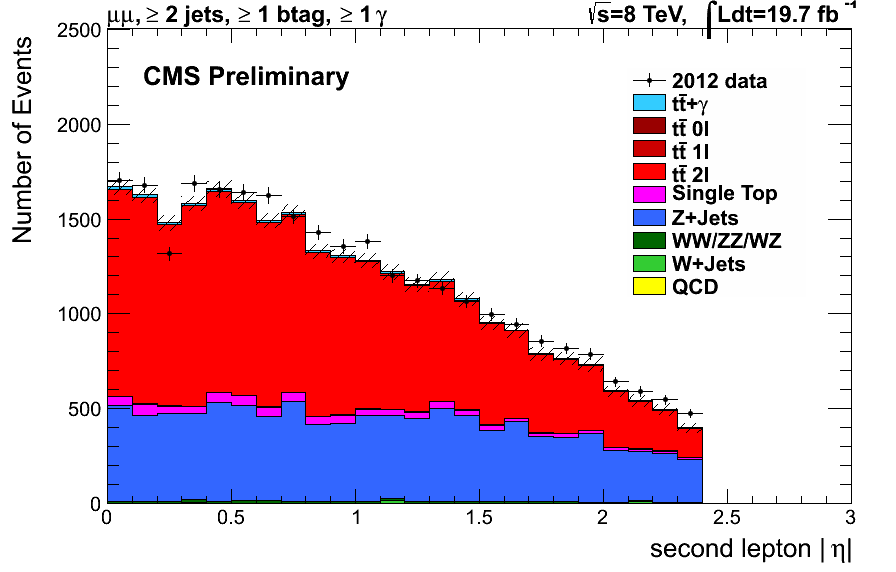 μμ, ≥ 2 jets, ≥ 1 btag, ≥ 1 γ
√s=8 TeV, ∫Ldt=19.7 fb⁻¹
CMS Preliminary
2012 data
tt̄+γ
tt̄ 0l
tt̄ 1l
tt̄ 2l
Single Top
Z+Jets
WW/ZZ/WZ
W+Jets
QCD
Number of Events
2500
2000
1500
1000
500
0
0 0.5 1 1.5 2 2.5 3
second lepton |η|